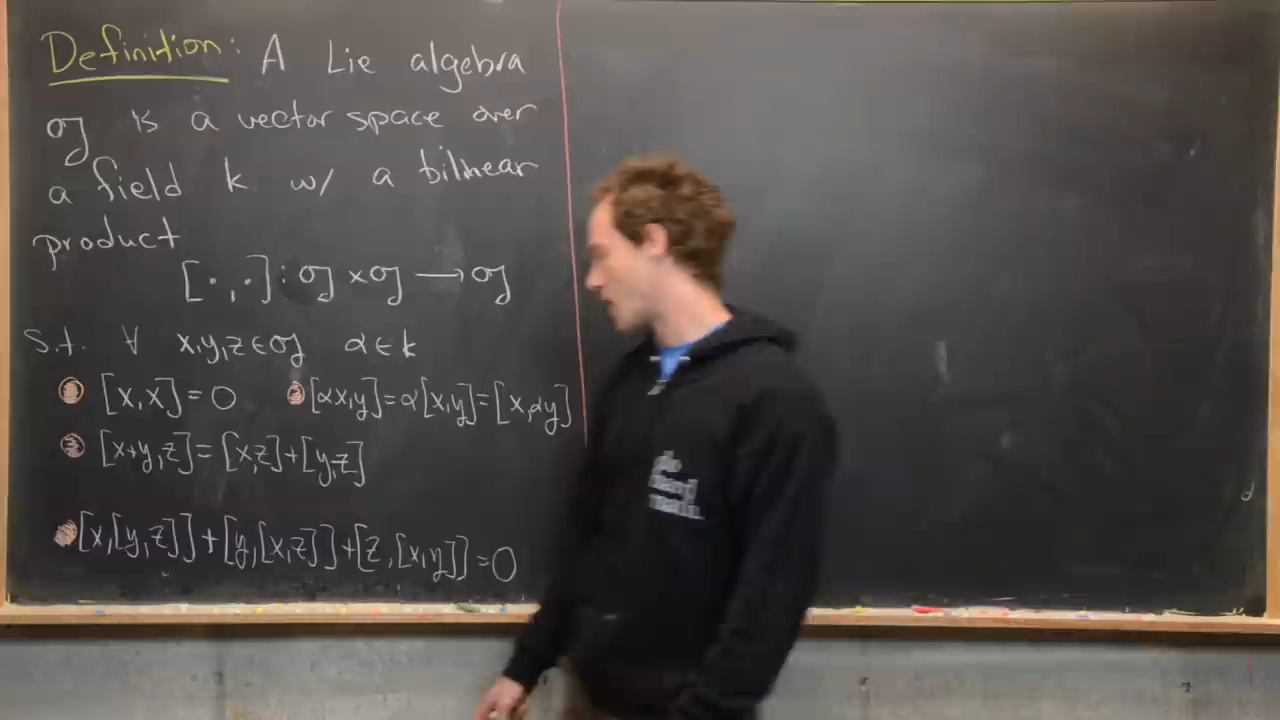 Definition: A Lie algebra
𝔤 is a vector space over
a field k w/ a bilinear
product
[·,·]: 𝔤 × 𝔤 → 𝔤
s.t. ∀ x,y,z ∈ 𝔤 α ∈ k
• [x,x]=0 • [αx,y]=α[x,y]=[x,αy]
• [x+y,z]=[x,z]+[y,z]
• [x,[y,z]]+[y,[x,z]]+[z,[x,y]]=0